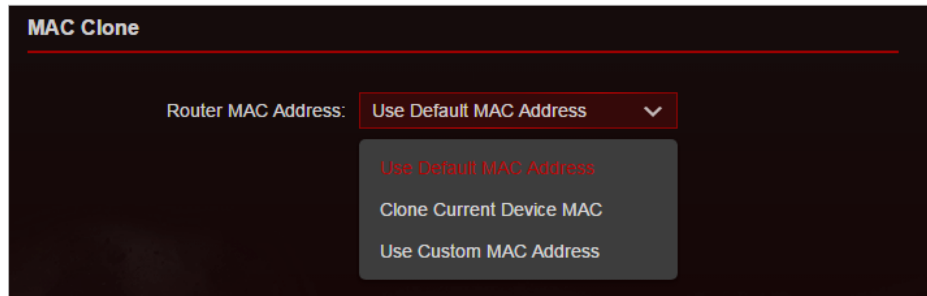 MAC Clone
Router MAC Address: Use Default MAC Address
Use Default MAC Address
Clone Current Device MAC
Use Custom MAC Address